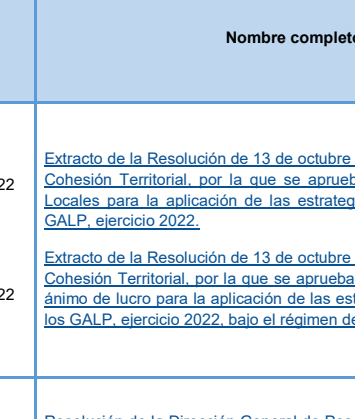 Nombre complet
Extracto de la Resolución de 13 de octubre
22 Cohesión Territorial, por la que se
Locales para la aplicación de las
GALP, ejercicio 2022.
Extracto de la Resolución de 13 de octubre
Cohesión Territorial, por la que se aprueba
22 ánimo de lucro para la aplicación de las
los GALP, ejercicio 2022, bajo el régimen de